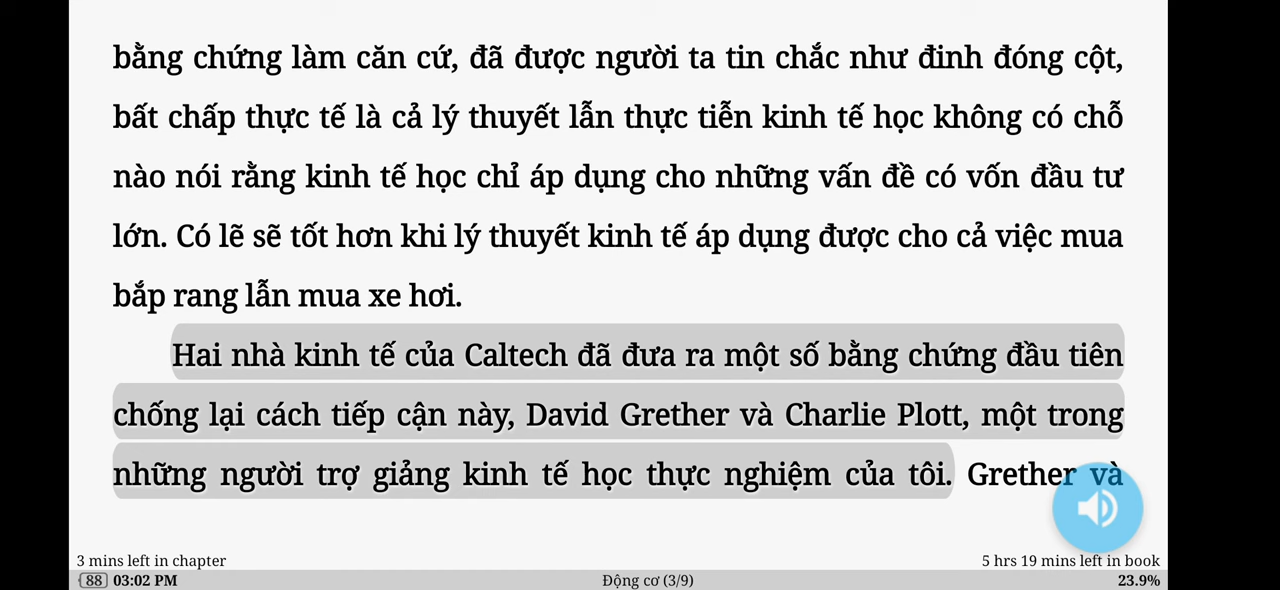 bằng chứng làm căn cứ, đã được người ta tin chắc như đinh đóng cột,
bất chấp thực tế là cả lý thuyết lẫn thực tiễn kinh tế học không có chỗ
nào nói rằng kinh tế học chỉ áp dụng cho những vấn đề có vốn đầu tư
lớn. Có lẽ sẽ tốt hơn khi lý thuyết kinh tế áp dụng được cho cả việc mua
bắp rang lẫn mua xe hơi.
Hai nhà kinh tế của Caltech đã đưa ra một số bằng chứng đầu tiên
chống lại cách tiếp cận này, David Grether và Charlie Plott, một trong
những người trợ giảng kinh tế học thực nghiệm của tôi. Grether và
3 mins left in chapter 5 hrs 19 mins left in book
88 03:02 PM Động cơ (3/9) 23.9%